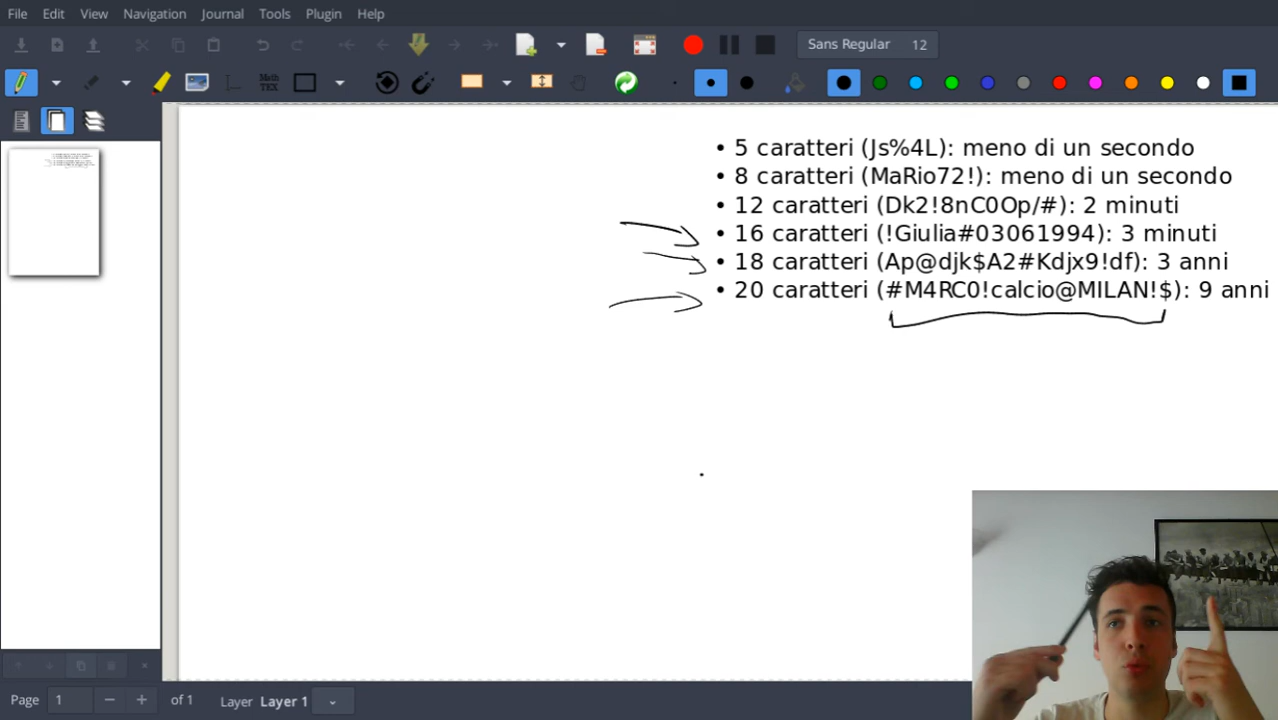 File Edit View Navigation Journal Tools Plugin Help
Sans Regular 12
Math TEX
• 5 caratteri (Js%4L): meno di un secondo
• 8 caratteri (MaRio72!): meno di un secondo
• 12 caratteri (Dk2!8nC0Op/#): 2 minuti
• 16 caratteri (!Giulia#03061994): 3 minuti
• 18 caratteri (Ap@djk$A2#Kdjx9!df): 3 anni
• 20 caratteri (#M4RC0!calcio@MILAN!$): 9 anni
Page 1 of 1 Layer Layer 1